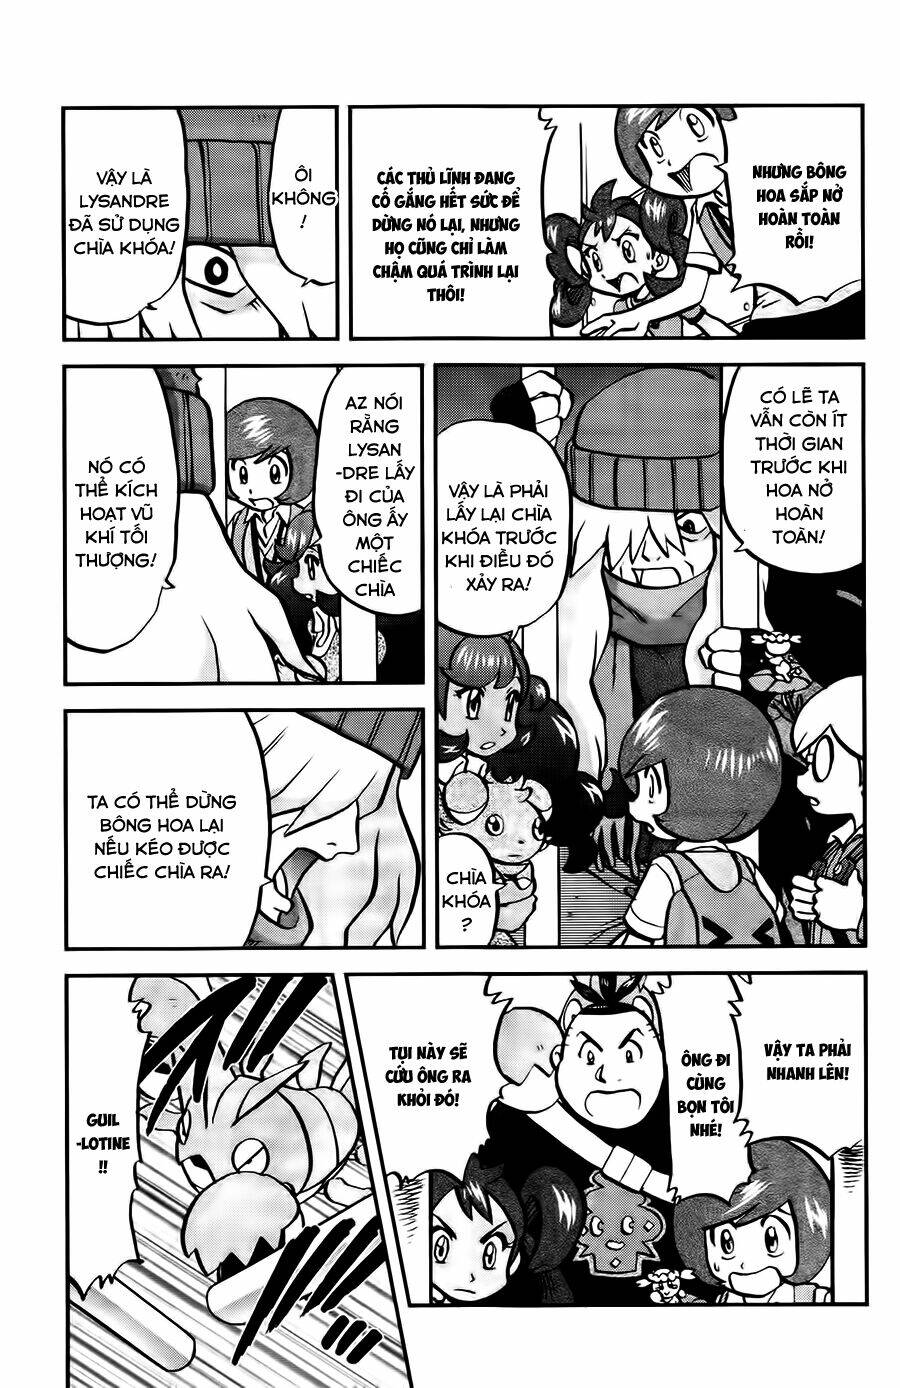 NHƯNG BÔNG
HOA SẮP NỞ
HOÀN TOÀN
RỒI!
CÁC THỦ LĨNH ĐANG
CỐ GẮNG HẾT SỨC ĐỂ
DỪNG NÓ LẠI, NHƯNG
HỌ CŨNG CHỈ LÀM
CHẬM QUÁ TRÌNH LẠI
THÔI!
ÔI
KHÔNG
!
VẬY LÀ
LYSANDRE
ĐÃ SỬ DỤNG
CHÌA KHÓA!
CÓ LẼ TA
VẪN CÒN ÍT
THỜI GIAN
TRƯỚC KHI
HOA NỞ
HOÀN
TOÀN!
VẬY LÀ PHẢI
LẤY LẠI CHÌA
KHÓA TRƯỚC
KHI ĐIỀU ĐÓ
XẢY RA!
CHÌA
KHÓA
?
AZ NÓI
RẰNG
LYSAN
-DRE LẤY
ĐI CỦA
ÔNG ẤY
MỘT
CHIẾC
CHÌA
NÓ CÓ
THỂ KÍCH
HOẠT VŨ
KHÍ TỐI
THƯỢNG!
TA CÓ THỂ DỪNG
BÔNG HOA LẠI
NẾU KÉO ĐƯỢC
CHIẾC CHÌA RA!
VẬY TA PHẢI
NHANH LÊN!
ÔNG ĐI
CÙNG
BỌN TÔI
NHÉ!
TỤI NÀY SẼ
CỨU ÔNG RA
KHỎI ĐÓ!
GUIL
-LOTINE
!!